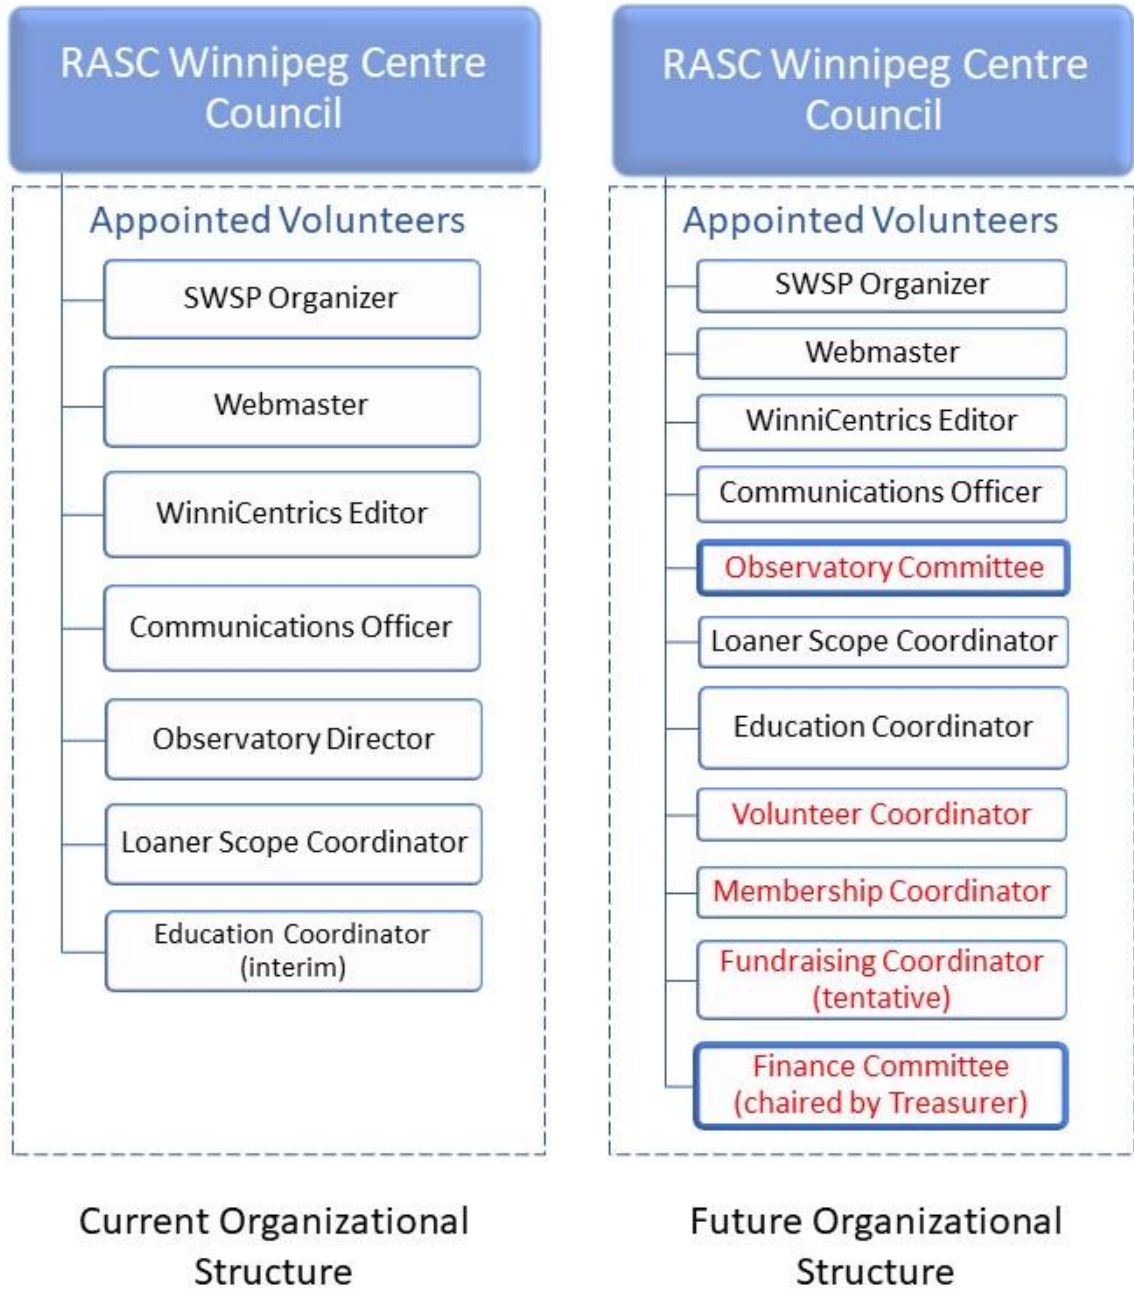 RASC Winnipeg Centre
Council
Appointed Volunteers
SWSP Organizer
Webmaster
WinniCentrics Editor
Communications Officer
Observatory Director
Loaner Scope Coordinator
Education Coordinator
(interim)
Current Organizational
Structure
RASC Winnipeg Centre
Council
Appointed Volunteers
SWSP Organizer
Webmaster
WinniCentrics Editor
Communications Officer
Observatory Committee
Loaner Scope Coordinator
Education Coordinator
Volunteer Coordinator
Membership Coordinator
Fundraising Coordinator
(tentative)
Finance Committee
(chaired by Treasurer)
Future Organizational
Structure